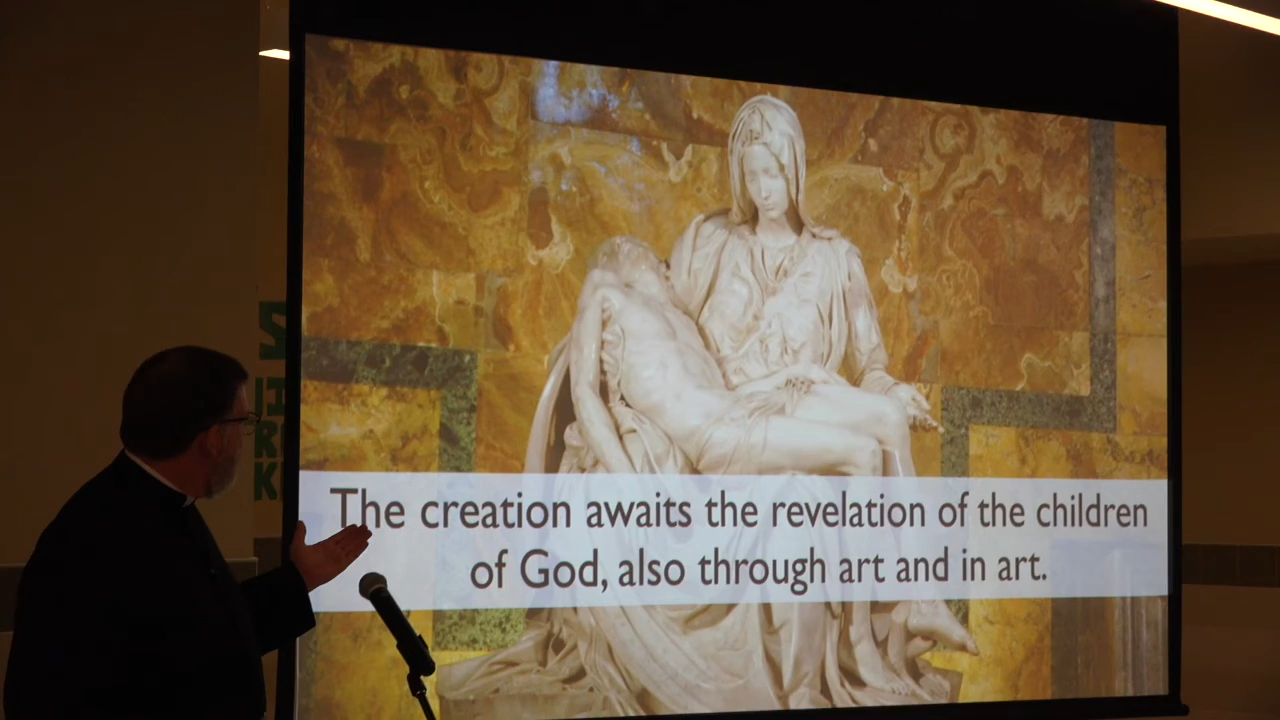 The creation awaits the revelation of the children
of God, also through art and in art.